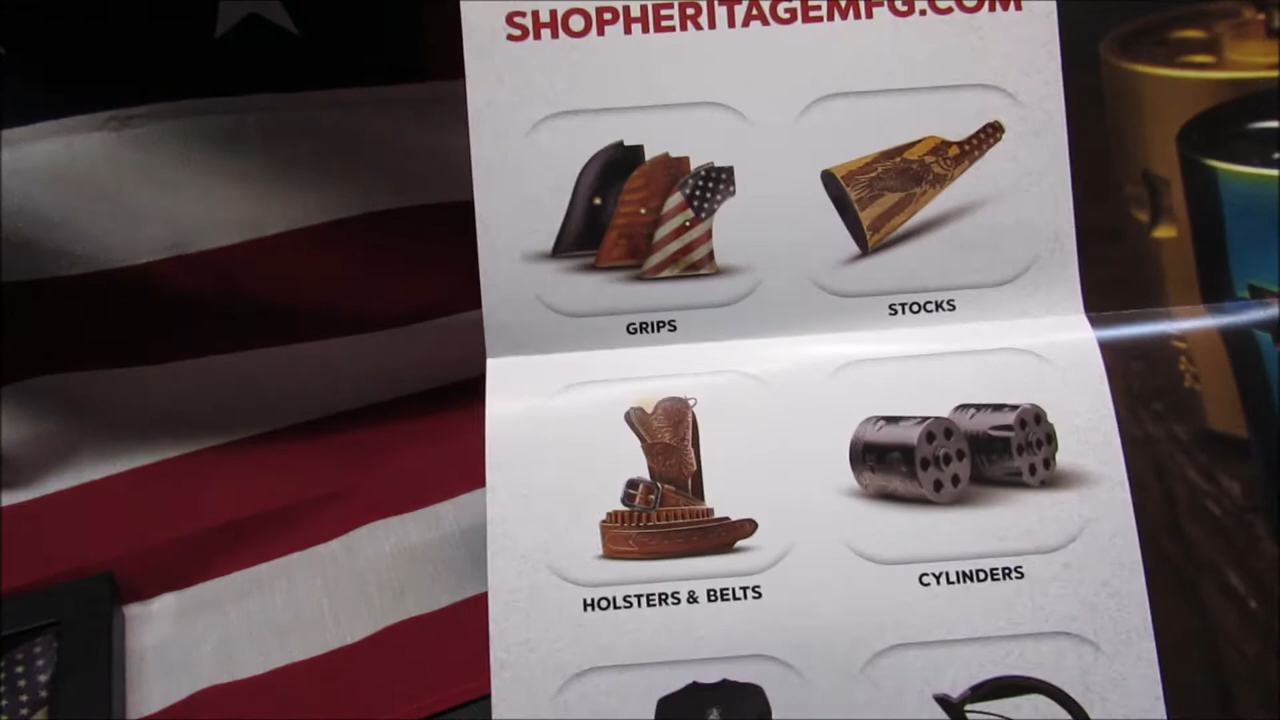 SHOPHERITAGEMFG.COM
GRIPS
STOCKS
HOLSTERS & BELTS
CYLINDERS